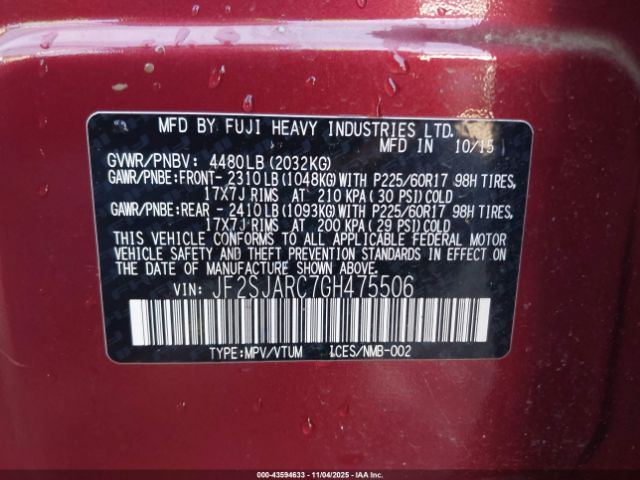 MFD BY FUJI HEAVY INDUSTRIES LTD.
MFD IN 10/15
GVWR/PNBV: 4480LB(2032KG)
GAWR/PNBE:FRONT- 2310LB(1048KG)WITH P225/60R17 98H TIRES,
17X7J RIMS AT 210 KPA( 30 PSI)COLD
GAWR/PNBE:REAR - 2410LB(1093KG)WITH P225/60R17 98H TIRES,
17X7J RIMS AT 200 KPA( 29 PSI)COLD
THIS VEHICLE CONFORMS TO ALL APPLICABLE FEDERAL MOTOR
VEHICLE SAFETY AND THEFT PREVENTION STANDARDS IN EFFECT ON
THE DATE OF MANUFACTURE SHOWN ABOVE.
VIN: JF2SJARC7GH475506
TYPE:MPV/VTUM ICES/NMB-002
000-43594633 11/04/2025 - IAAI